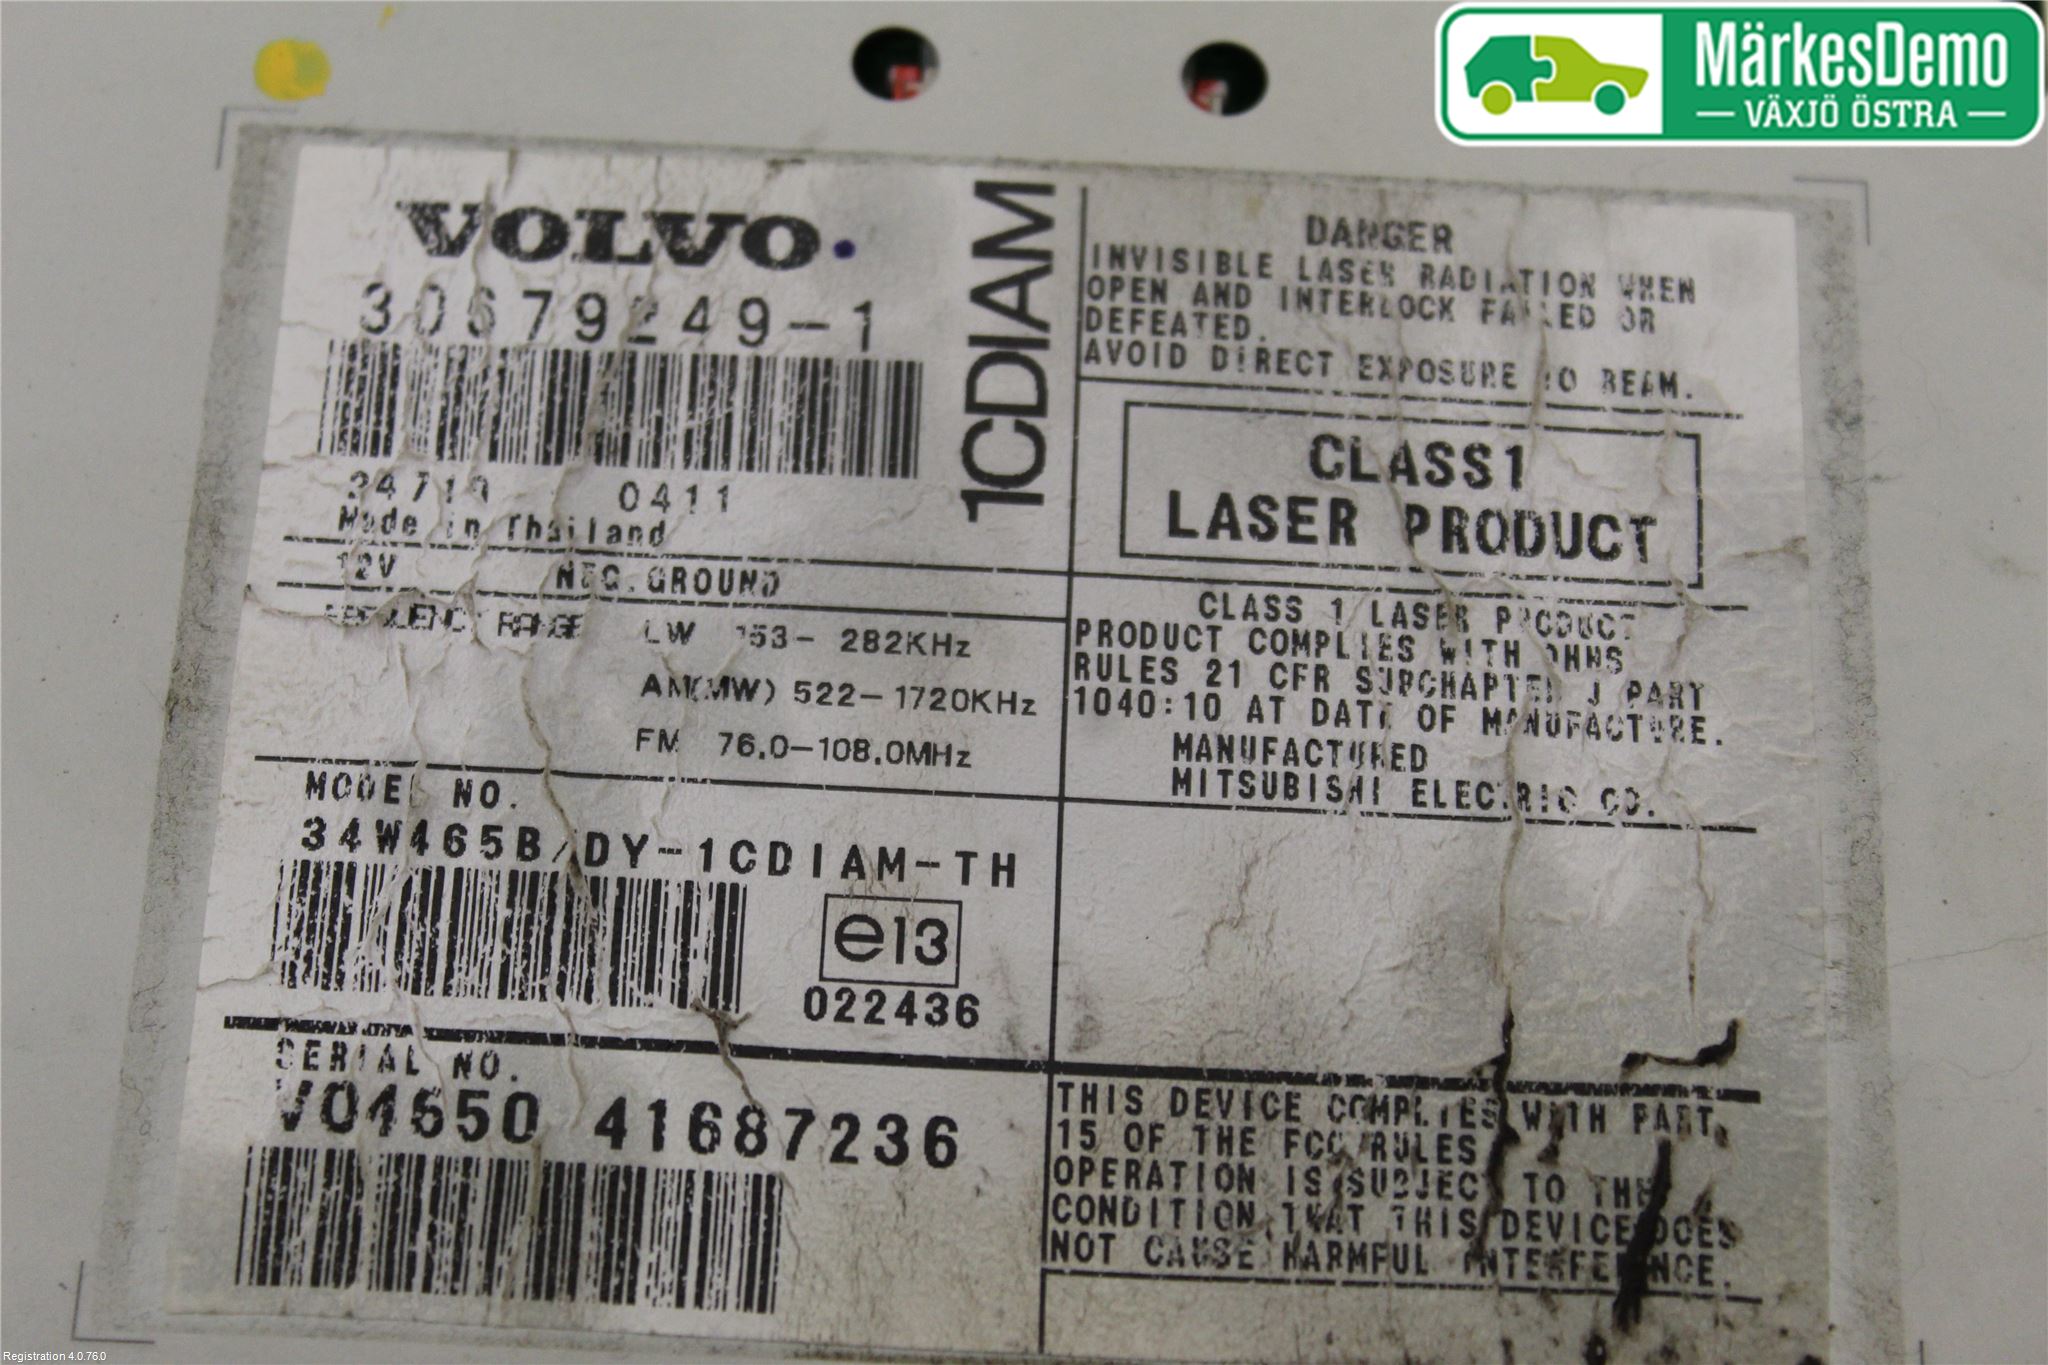 MärkesDemo
VÄXJÖ ÖSTRA
VOLVO
30679249-1
0411
Made in Thailand
12V NEG.GROUND
FREQUENCY RANGE LW 153- 282KHz
AM(MW) 522-1720KHz
FM 76.0-108.0MHz
MODEL NO.
34W465B/DY-1CDIAM-TH
e13
022436
SERIAL NO.
VO4650 41687236
1CDIAM
DANGER
INVISIBLE LASER RADIATION WHEN
OPEN AND INTERLOCK FAILED OR
DEFEATED.
AVOID DIRECT EXPOSURE TO BEAM.
CLASS1
LASER PRODUCT
CLASS 1 LASER PRODUCT
PRODUCT COMPLIES WITH DHHS
RULES 21 CFR SUBCHAPTER J PART
1040:10 AT DATE OF MANUFACTURE.
MANUFACTURED
MITSUBISHI ELECTRIC CO.
THIS DEVICE COMPLIES WITH PART
15 OF THE FCC RULES
OPERATION IS SUBJECT TO THE
CONDITION THAT THIS DEVICE DOES
NOT CAUSE HARMFUL INTERFERENCE.
Registration 4.0.76.0